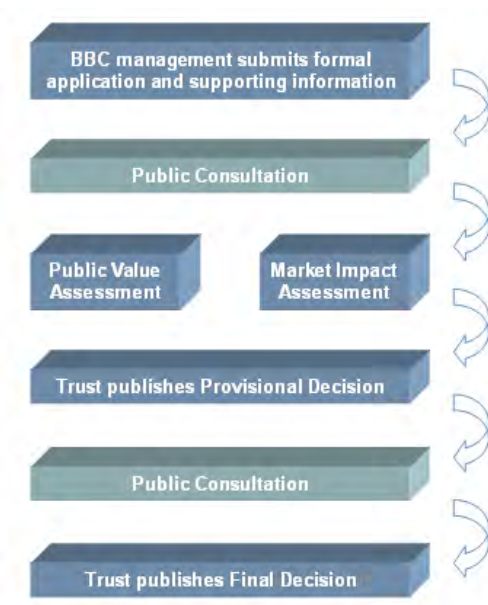 BBC management submits formal
application and supporting information
Public Consultation
Public Value
Assessment
Market Impact
Assessment
Trust publishes Provisional Decision
Public Consultation
Trust publishes Final Decision